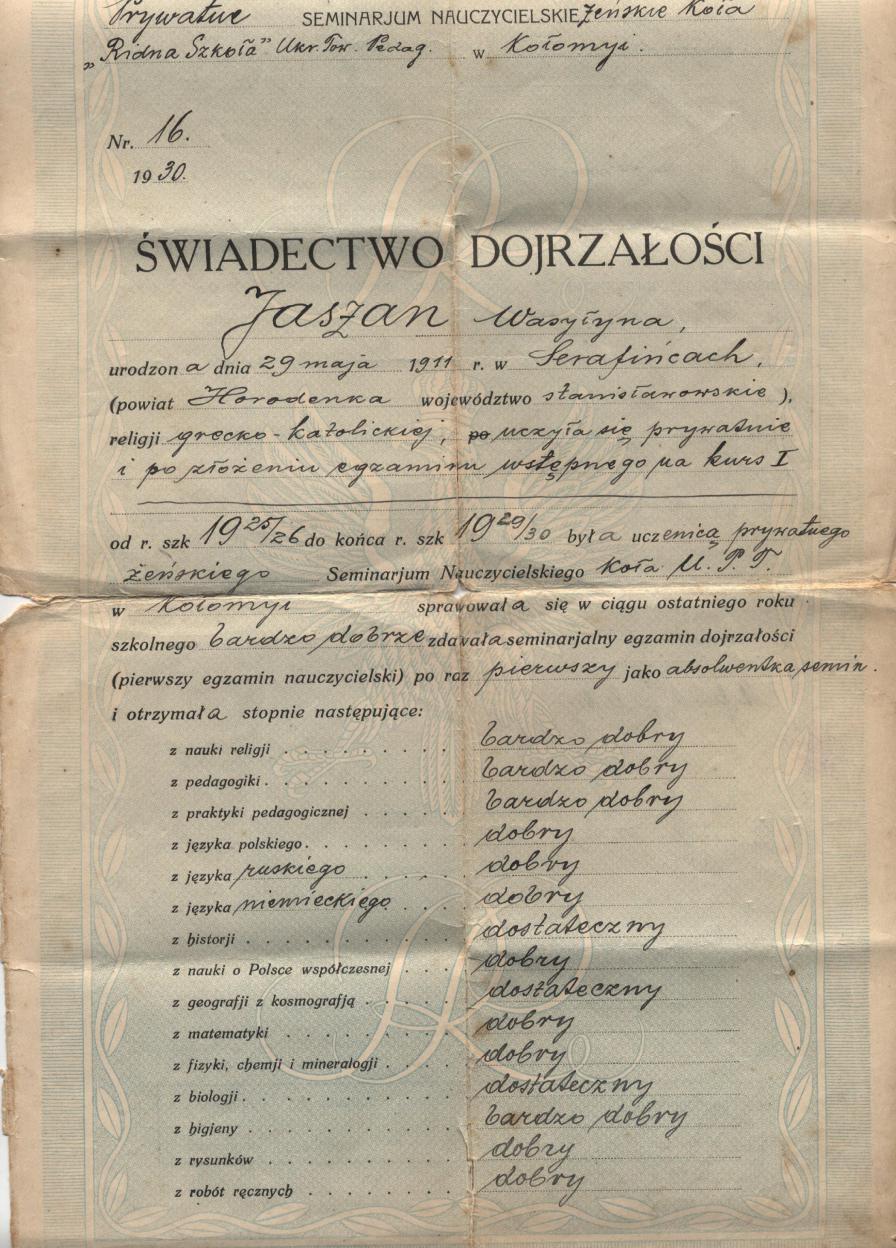 Prywatne SEMINARJUM NAUCZYCIELSKIE żeńskie Koła
„Ridna Szkoła” Ukr. Tow. Pedag. w Kołomyi.
Nr. 16.
1930.
ŚWIADECTWO DOJRZAŁOŚCI
Jaszan Wasyłyna,
urodzona dnia 29 maja 1911 r. w Serafińcach,
(powiat Horodenka województwo stanisławowskie ),
religji grecko-katolickiej, po uczyła się prywatnie
i po złożeniu egzaminu wstępnego na kurs I
od r. szk 1925/26 do końca r. szk 1929/30 była uczenicą prywatnego
żeńskiego Seminarjum Nauczycielskiego Koła U. P. T.
w Kołomyi sprawowała się w ciągu ostatniego roku
szkolnego bardzo dobrze zdawała seminarjalny egzamin dojrzałości
(pierwszy egzamin nauczycielski) po raz pierwszy jako absolwentka semin.
i otrzymała stopnie następujące:
z nauki religji . . . . . . . . . bardzo dobry
z pedagogiki . . . . . . . . . . bardzo dobry
z praktyki pedagogicznej . . . . . bardzo dobry
z języka polskiego . . . . . . . . dobry
z języka ruskiego . . . . . dobry
z języka niemieckiego . . . dobry
z historji . . . . . . . . . . . dostateczny
z nauki o Polsce współczesnej . . . dobry
z geografji z kosmografją . . . . . dostateczny
z matematyki . . . . . . . . . . dobry
z fizyki, chemji i mineralogji . . . . dobry
z biologji . . . . . . . . . . . dostateczny
z higjeny . . . . . . . . . . . bardzo dobry
z rysunków . . . . . . . . . . dobry
z robót ręcznych . . . . . . . . dobry